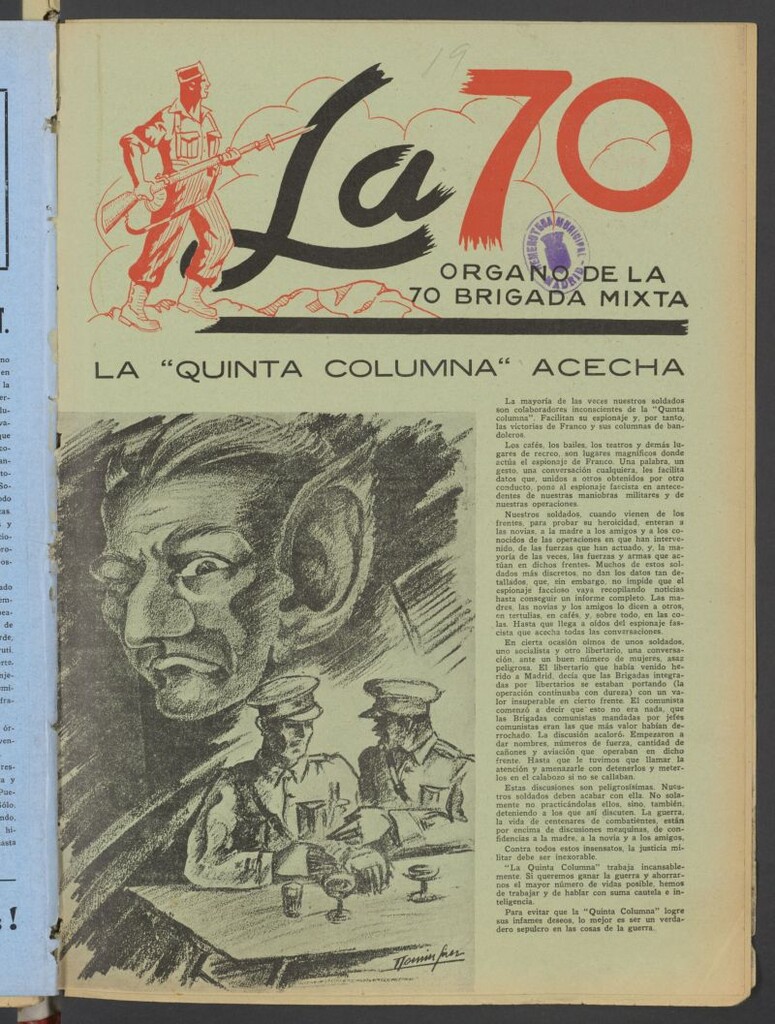 19
La 70
HEMEROTECA MUNICIPAL
MADRID
ORGANO DE LA
70 BRIGADA MIXTA
LA “QUINTA COLUMNA“ ACECHA
La mayoría de las veces nuestros soldados
son colaboradores inconscientes de la "Quinta
columna". Facilitan su espionaje y, por tanto,
las victorias de Franco y sus columnas de ban-
doleros.
Los cafés, los bailes, los teatros y demás lu-
gares de recreo, son lugares magníficos donde
actúa el espionaje de Franco. Una palabra, un
gesto, una conversación cualquiera, les facilita
datos que, unidos a otros obtenidos por otro
conducto, pone al espionaje fascista en antece-
dentes de nuestras maniobras militares y de
nuestras operaciones.
Nuestros soldados, cuando vienen de los
frentes, para probar su heroicidad, enteran a
las novias, a la madre a los amigos y a los co-
nocidos de las operaciones en que han interve-
nido, de las fuerzas que han actuado, y, la ma-
yoría de las veces, las fuerzas y armas que ac-
túan en dichos frentes. Muchos de estos sol-
dados más discretos, no dan los datos tan de-
tallados, que, sin embargo, no impide que el
espionaje faccioso vaya recopilando noticias
hasta conseguir un informe completo. Las ma-
dres, las novias y los amigos lo dicen a otros,
en tertulias, en cafés, y, sobre todo, en las co-
las. Hasta que llega a oídos del espionaje fas-
cista que acecha todas las conversaciones.
En cierta ocasión oímos de unos soldados,
uno socialista y otro libertario, una conversa-
ción, ante un buen número de mujeres, asaz
peligrosa. El libertario que había venido he-
rido a Madrid, decía que las Brigadas integra-
das por libertarios se estaban portando (la
operación continuaba con dureza) con un va-
lor insuperable en cierto frente. El comunista
comenzó a decir que esto no era nada, que
las Brigadas comunistas mandadas por jefes
comunistas eran las que más valor habían de-
rrochado. La discusión acaloró. Empezaron a
dar nombres, números de fuerza, cantidad de
cañones y aviación que operaban en dicho
frente. Hasta que le tuvimos que llamar la
atención y amenazarle con detenerlos y meter-
los en el calabozo si no se callaban.
Estas discusiones son peligrosísimas. Nues-
tros soldados deben acabar con ella. No sola-
mente no practicándolas ellos, sino, también,
deteniendo a los que así discuten. La guerra,
la vida de centenares de combatientes, están
por encima de discusiones mezquinas, de con-
fidencias a la madre, a la novia y a los amigos.
Contra todos estos insensatos, la justicia mi-
litar debe ser inexorable.
"La Quinta Columna" trabaja incansable-
mente. Si queremos ganar la guerra y ahorrar-
nos el mayor número de vidas posible, hemos
de trabajar y de hablar con suma cautela e in-
teligencia.
Para evitar que la "Quinta Columna" logre
sus infames deseos, lo mejor es ser un verda-
dero sepulcro en las cosas de la guerra.